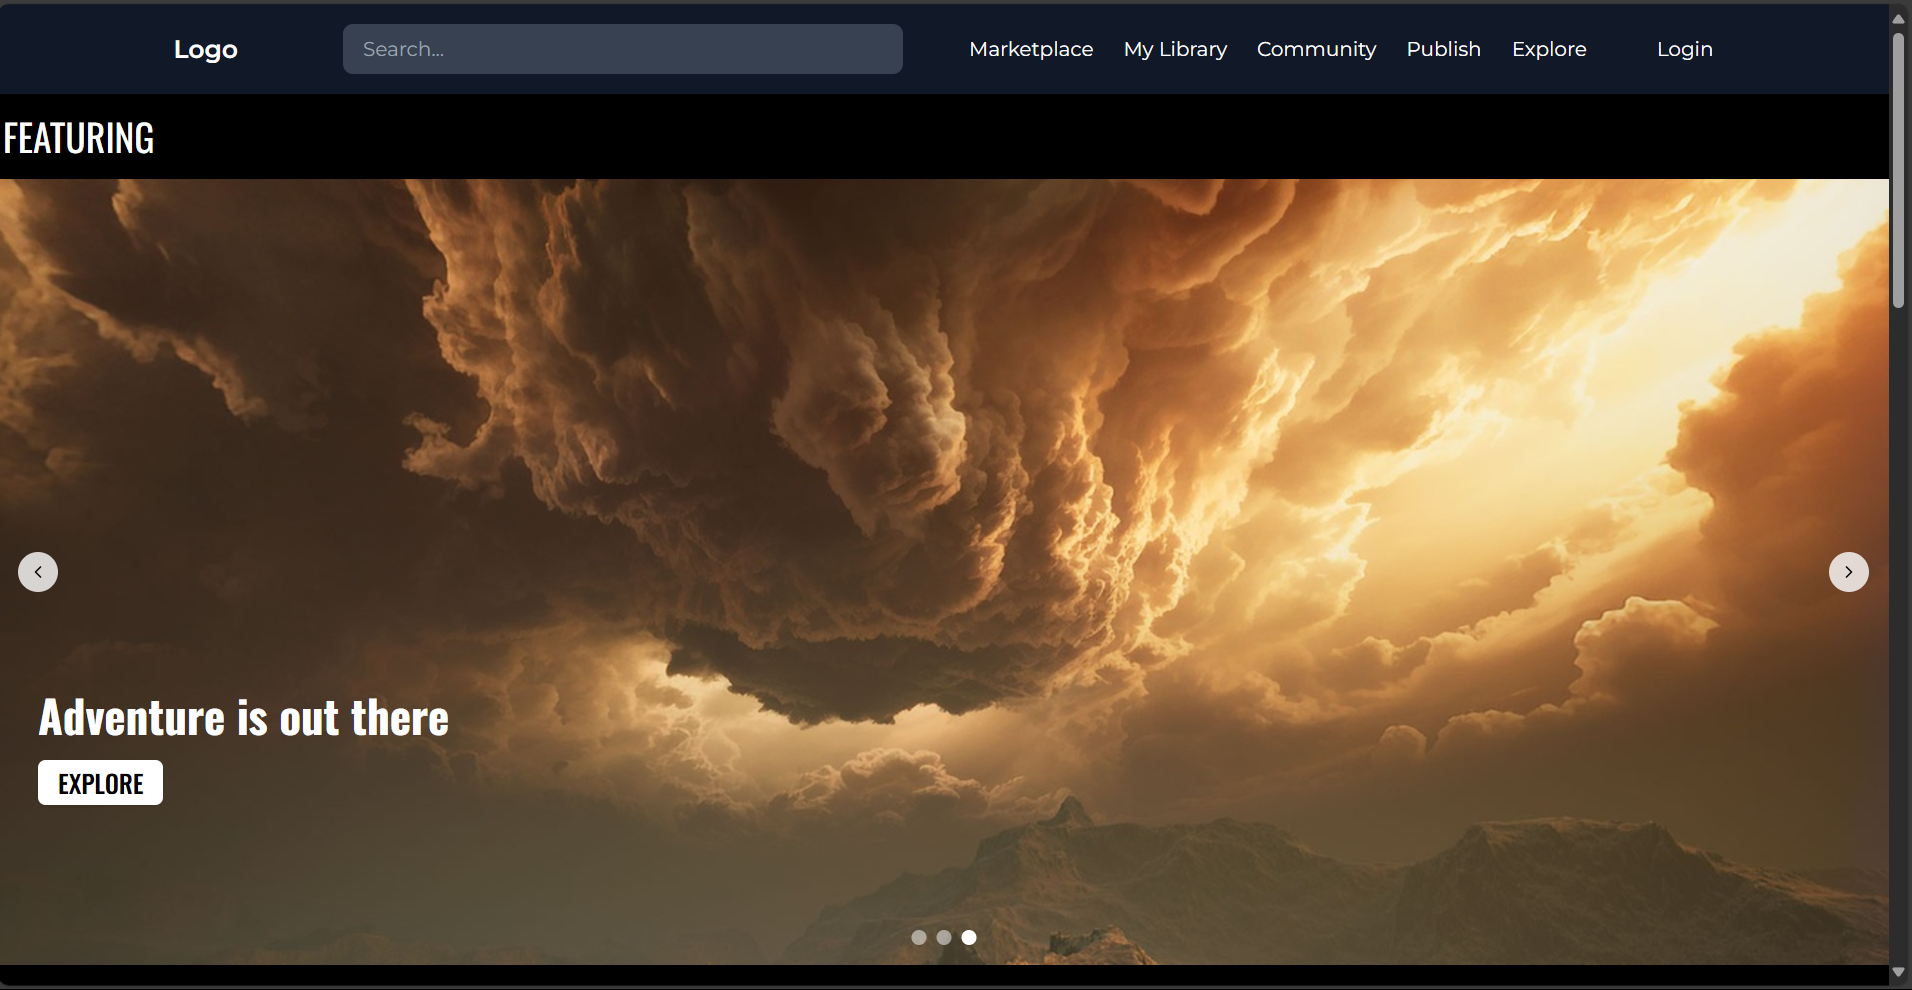 Logo
Search...
Marketplace My Library Community Publish Explore Login
FEATURING
Adventure is out there
EXPLORE